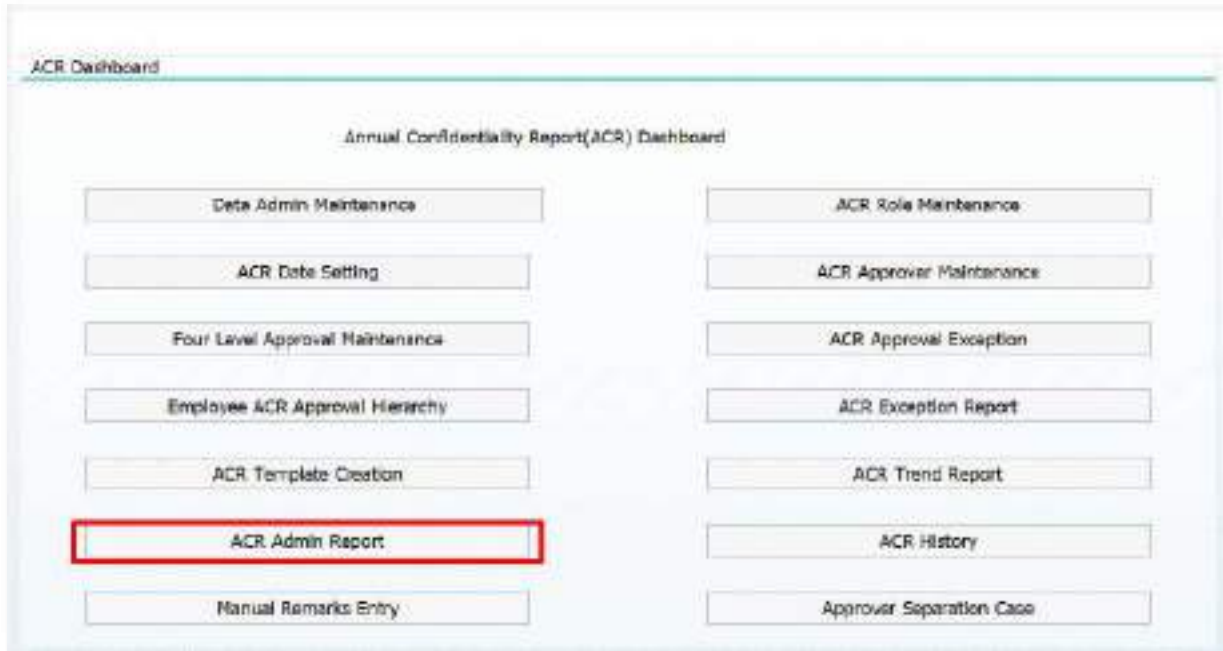 ACR Dashboard
Annual Confidentiality Report(ACR) Dashboard
Data Admin Maintenance
ACR Role Maintenance
ACR Date Setting
ACR Approver Maintenance
Four Level Approval Maintenance
ACR Approval Exception
Employee ACR Approval Hierarchy
ACR Exception Report
ACR Template Creation
ACR Trend Report
ACR Admin Report
ACR History
Manual Remarks Entry
Approver Separation Case